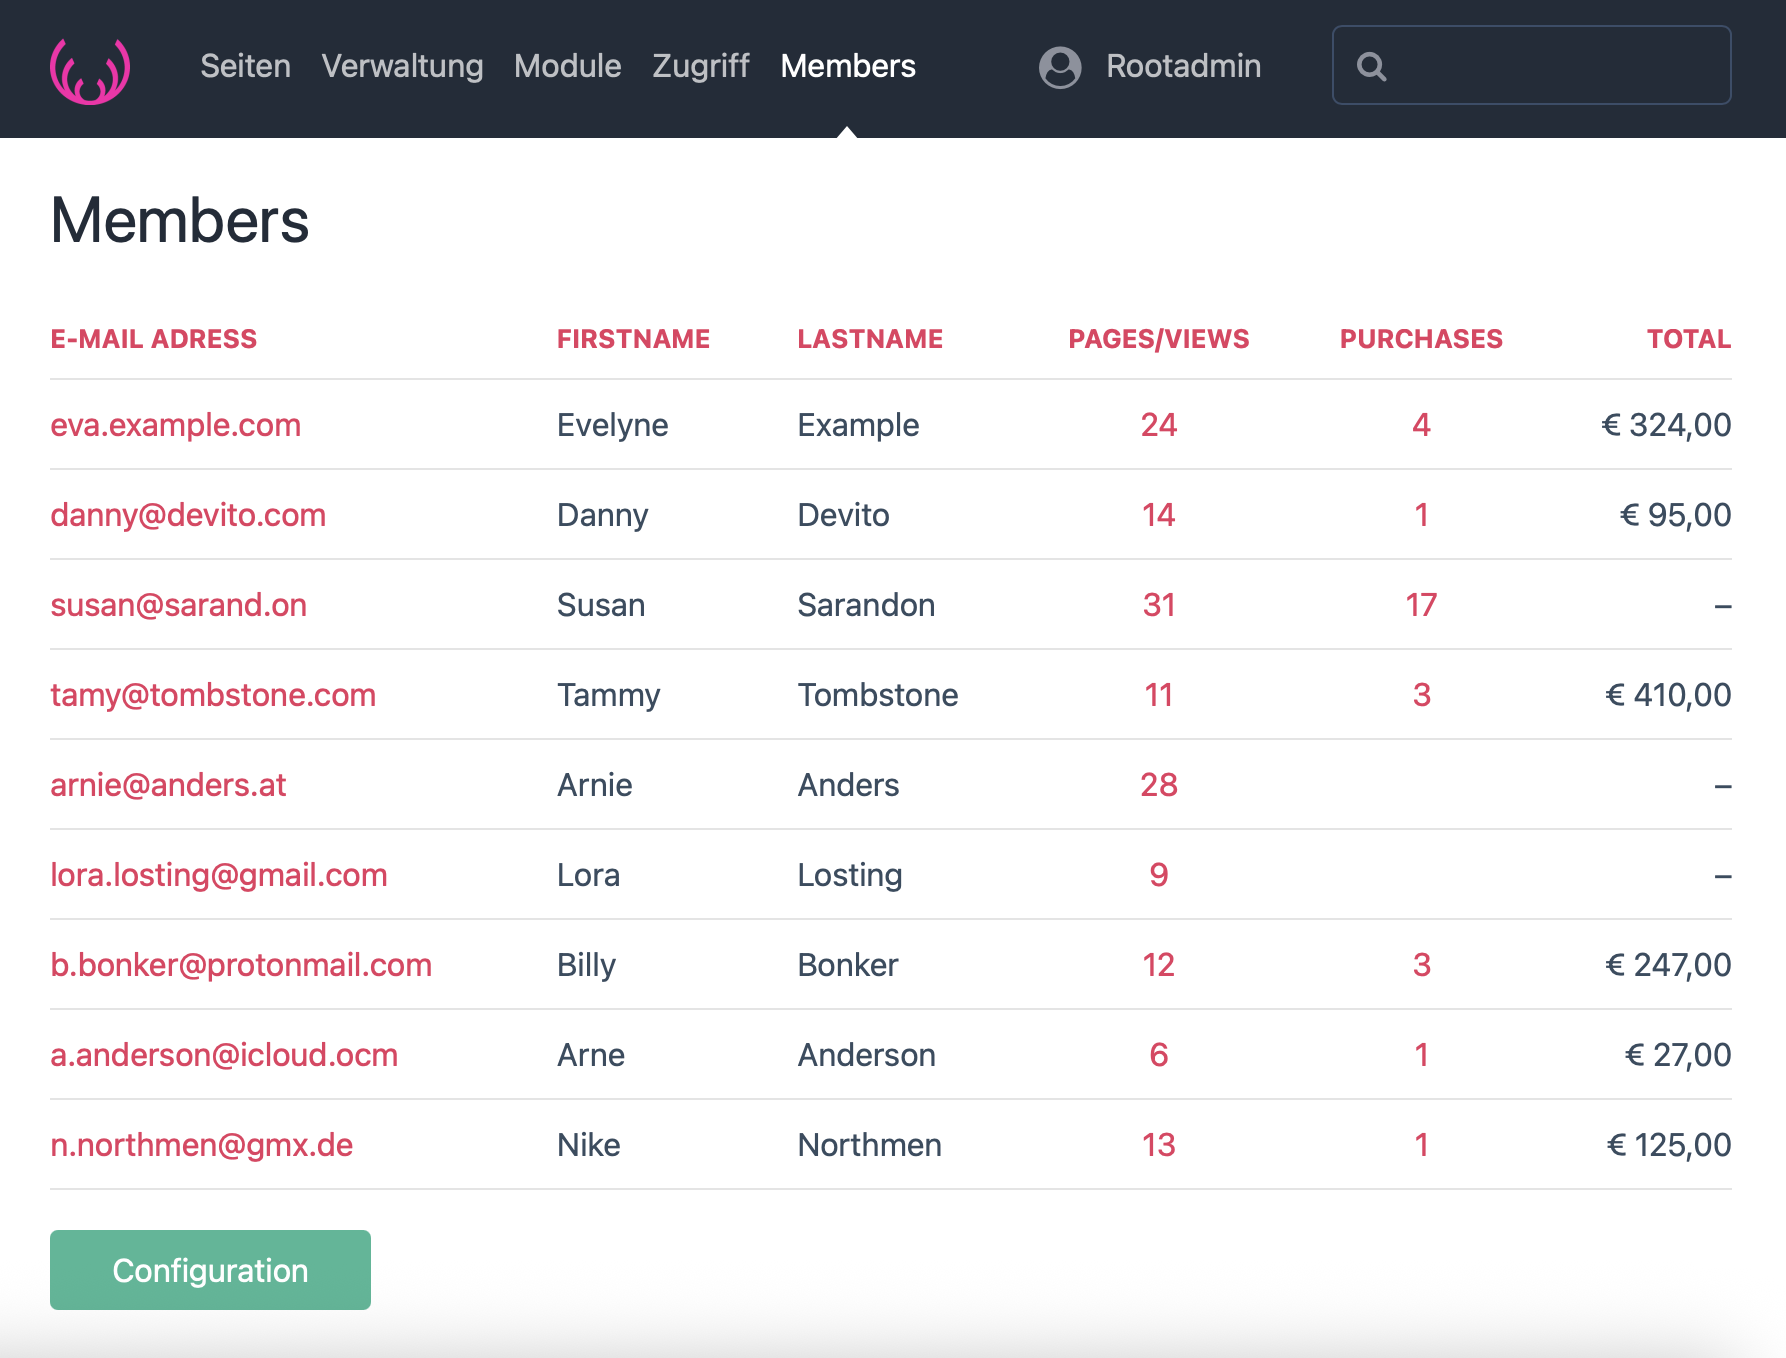 Seiten Verwaltung Module Zugriff Members Rootadmin
Members
E-MAIL ADRESS FIRSTNAME LASTNAME PAGES/VIEWS PURCHASES TOTAL
eva.example.com Evelyne Example 24 4 € 324,00
danny@devito.com Danny Devito 14 1 € 95,00
susan@sarand.on Susan Sarandon 31 17 –
tamy@tombstone.com Tammy Tombstone 11 3 € 410,00
arnie@anders.at Arnie Anders 28 –
lora.losting@gmail.com Lora Losting 9 –
b.bonker@protonmail.com Billy Bonker 12 3 € 247,00
a.anderson@icloud.ocm Arne Anderson 6 1 € 27,00
n.northmen@gmx.de Nike Northmen 13 1 € 125,00
Configuration